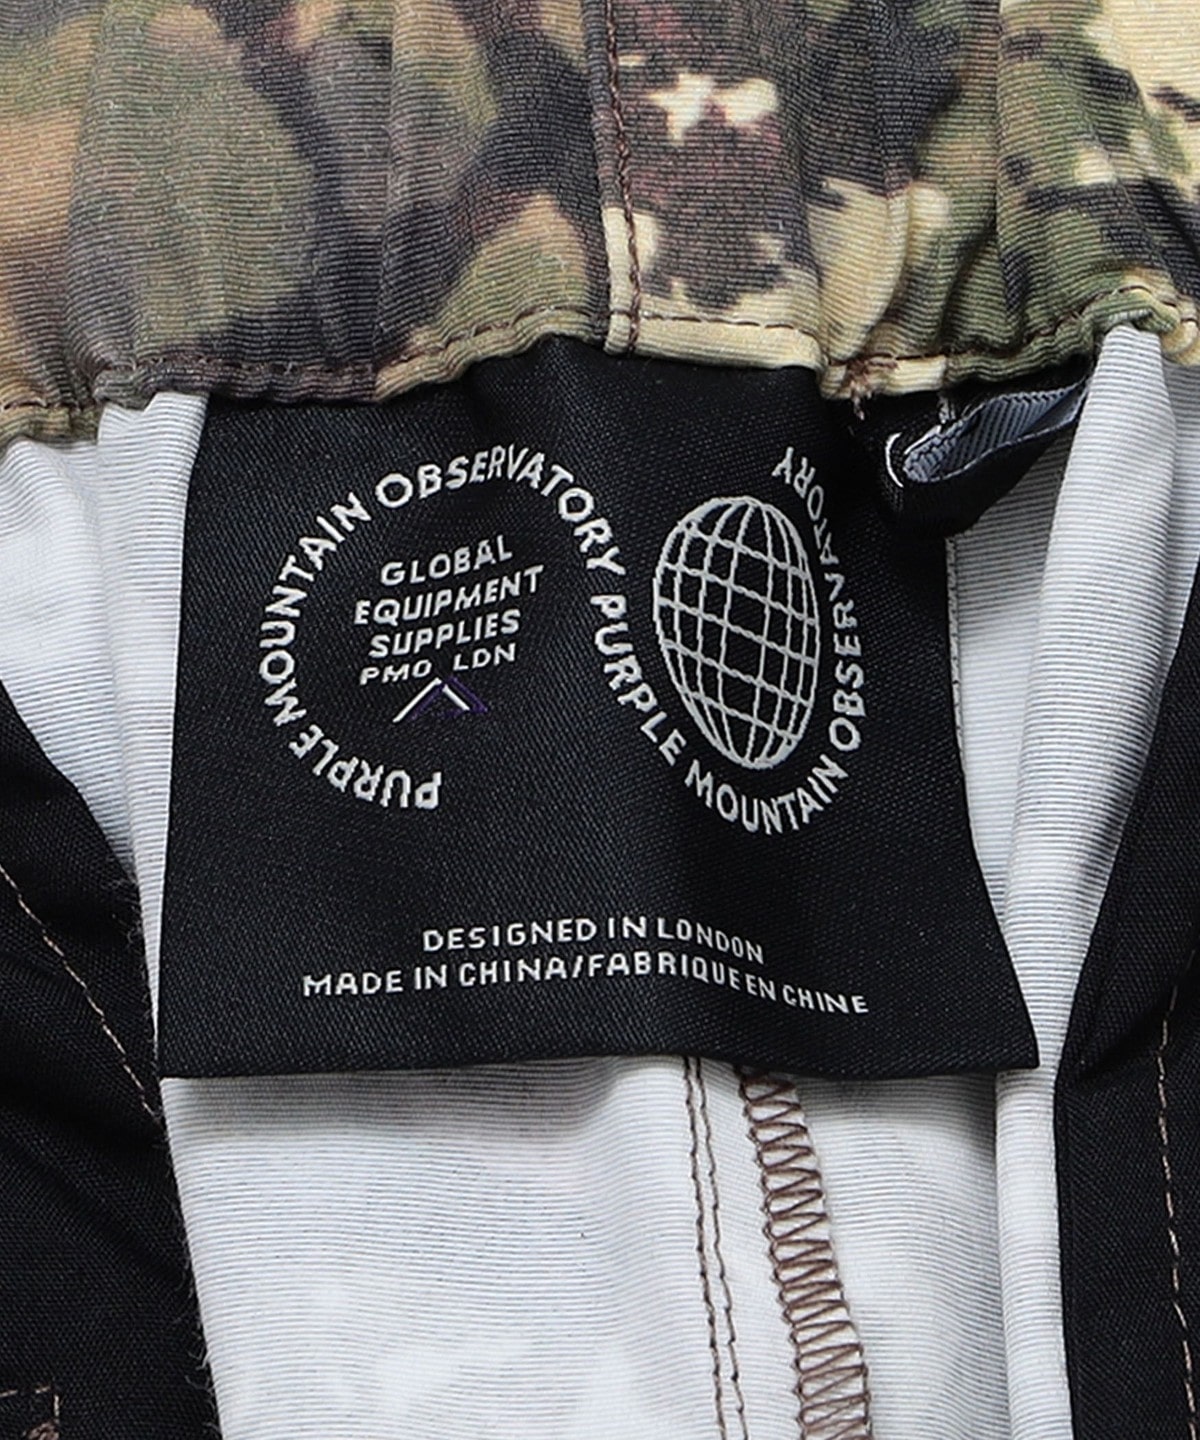 PURPLE MOUNTAIN OBSERVATORY PURPLE MOUNTAIN OBSERVATORY
GLOBAL
EQUIPMENT
SUPPLIES
PMO LDN
DESIGNED IN LONDON
MADE IN CHINA/FABRIQUE EN CHINE